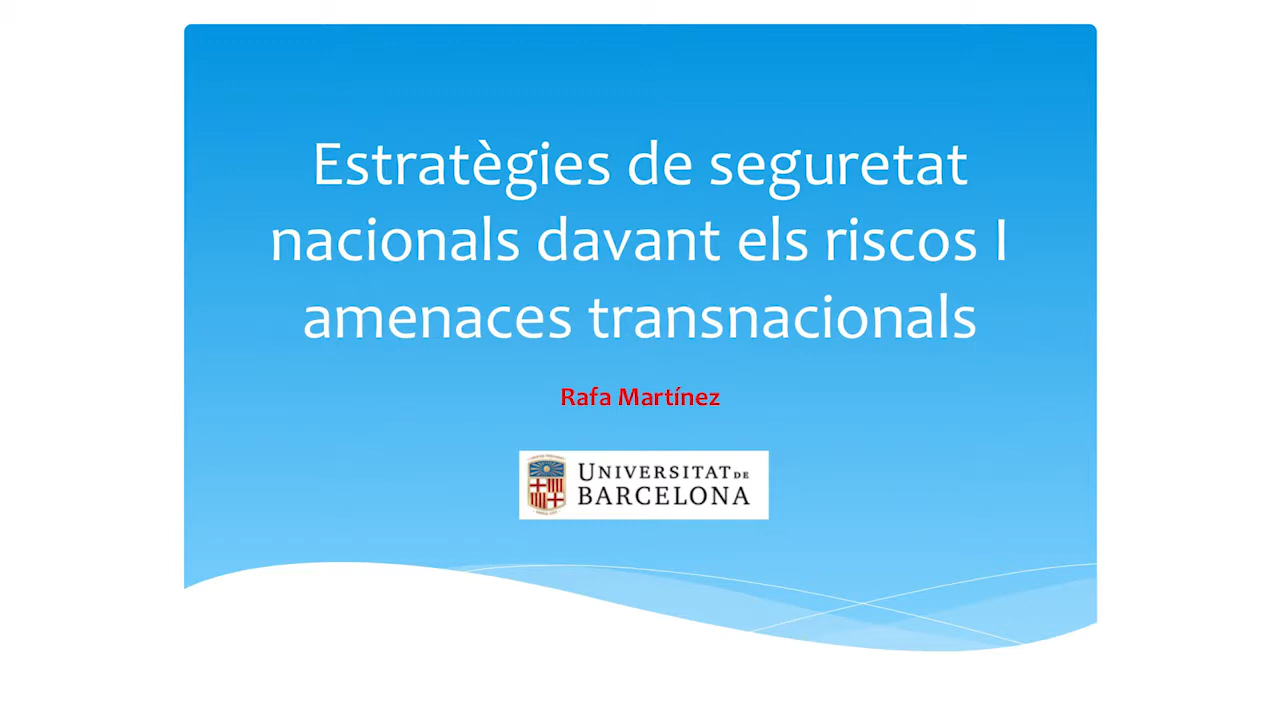 Estratègies de seguretat
nacionals davant els riscos I
amenaces transnacionals
Rafa Martínez
UNIVERSITAT DE
BARCELONA